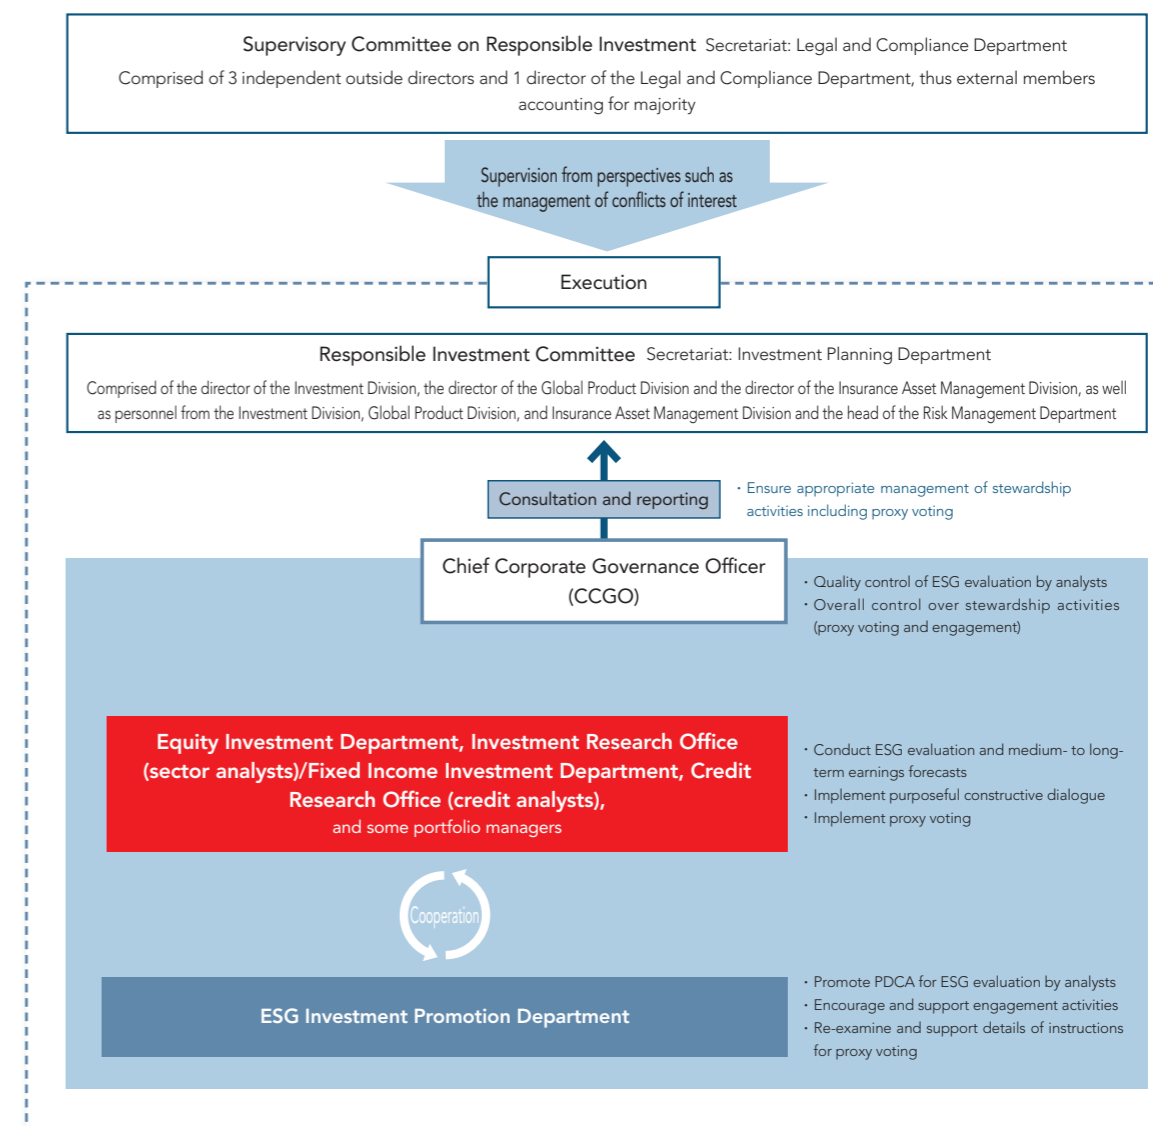 Supervisory Committee on Responsible Investment Secretariat: Legal and Compliance Department
Comprised of 3 independent outside directors and 1 director of the Legal and Compliance Department, thus external members
accounting for majority
Supervision from perspectives such as
the management of conflicts of interest
Execution
Responsible Investment Committee Secretariat: Investment Planning Department
Comprised of the director of the Investment Division, the director of the Global Product Division and the director of the Insurance Asset Management Division, as well
as personnel from the Investment Division, Global Product Division, and Insurance Asset Management Division and the head of the Risk Management Department
Consultation and reporting
・Ensure appropriate management of stewardship
activities including proxy voting
Chief Corporate Governance Officer
(CCGO)
・Quality control of ESG evaluation by analysts
・Overall control over stewardship activities
(proxy voting and engagement)
Equity Investment Department, Investment Research Office
(sector analysts)/Fixed Income Investment Department, Credit
Research Office (credit analysts),
and some portfolio managers
・Conduct ESG evaluation and medium- to long-
term earnings forecasts
・Implement purposeful constructive dialogue
・Implement proxy voting
Cooperation
ESG Investment Promotion Department
・Promote PDCA for ESG evaluation by analysts
・Encourage and support engagement activities
・Re-examine and support details of instructions
for proxy voting